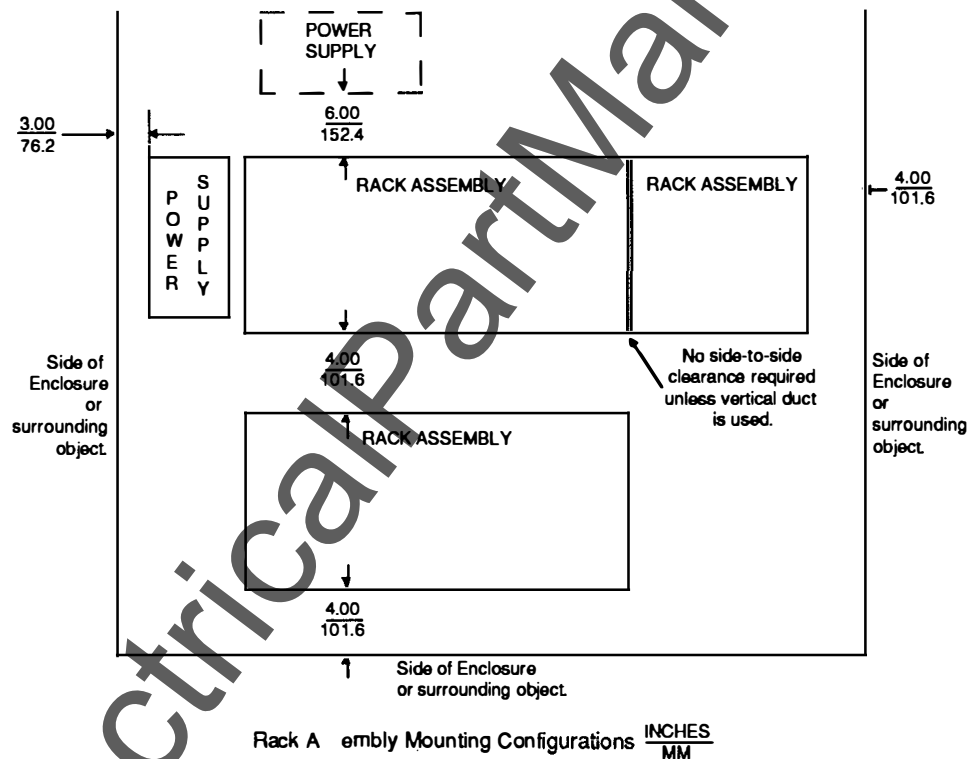 POWER
SUPPLY
6.00
152.4
3.00
76.2
POWER
SUPPLY
RACK ASSEMBLY
RACK ASSEMBLY
4.00
101.6
4.00
101.6
No side-to-side
clearance required
unless vertical duct
is used.
Side of
Enclosure
or
surrounding
object.
Side of
Enclosure
or
surrounding
object.
RACK ASSEMBLY
4.00
101.6
Side of Enclosure
or surrounding object.
Rack A embly Mounting Configurations INCHES
MM
ctricalPartMar